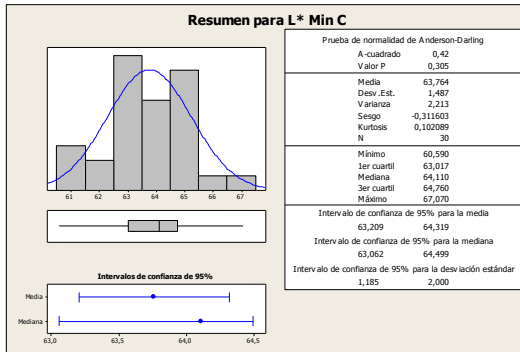 Resumen para L* Min C
61 62 63 64 65 66 67
Intervalos de confianza de 95%
Media
Mediana
63,0 63,5 64,0 64,5
Prueba de normalidad de Anderson-Darling
A-cuadrado 0,42
Valor P 0,305
Media 63,764
Desv.Est. 1,487
Varianza 2,213
Sesgo -0,311603
Kurtosis 0,102089
N 30
Mínimo 60,590
1er cuartil 63,017
Mediana 64,110
3er cuartil 64,760
Máximo 67,070
Intervalo de confianza de 95% para la media
63,209 64,319
Intervalo de confianza de 95% para la mediana
63,062 64,499
Intervalo de confianza de 95% para la desviación estándar
1,185 2,000